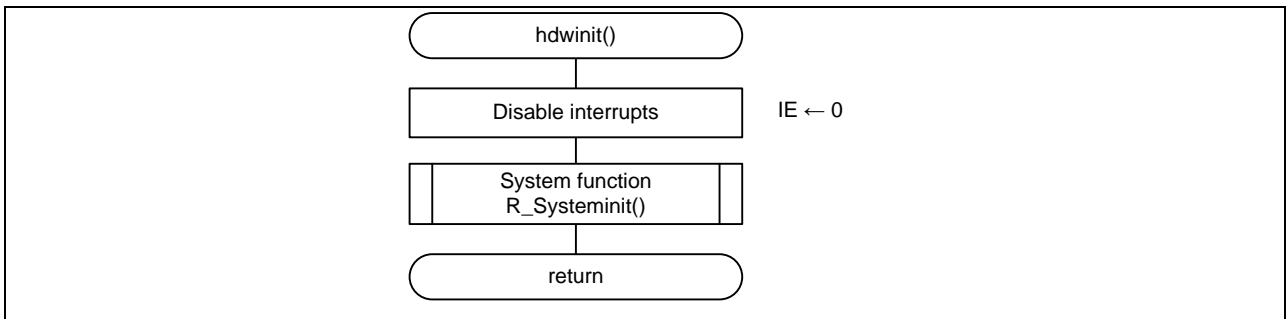 hdwinit()
Disable interrupts
IE ← 0
System function
R_Systeminit()
return